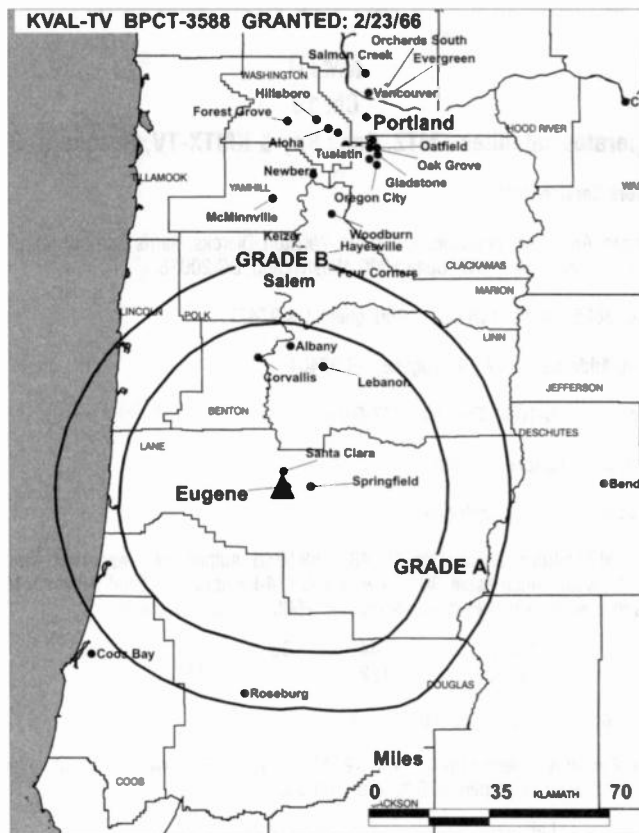 KVAL-TV BPCT-3588 GRANTED: 2/23/66
Orchards South
Salmon Creek
Evergreen
WASHINGTON
Hillsboro
Vancouver
Forest Grove
Portland
HOOD RIVER
Aloha
Oatfield
Tualatin
Oak Grove
Newberg
Gladstone
TILLAMOOK
YAMHILL
Oregon City
McMinnville
Woodburn
Keizer
Hayesville
GRADE B
Four Corners
CLACKAMAS
Salem
MARION
LINCOLN
POLK
LINN
Albany
Corvallis
Lebanon
JEFFERSON
BENTON
DESCHUTES
LANE
Santa Clara
Eugene
Springfield
Bend
GRADE A
Coos Bay
DOUGLAS
Roseburg
Miles
COOS
0 35 70
KLAMATH
JACKSON